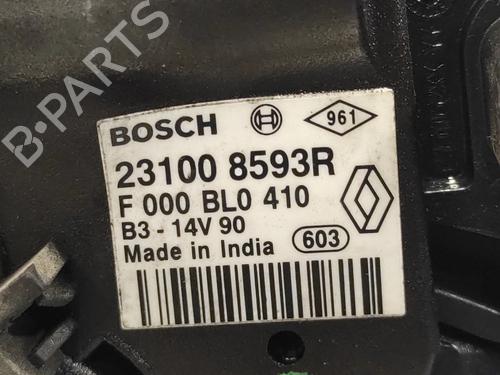 B-PARTS
BOSCH
961
23100 8593R
F 000 BL0 410
B3 - 14V 90
Made in India
603